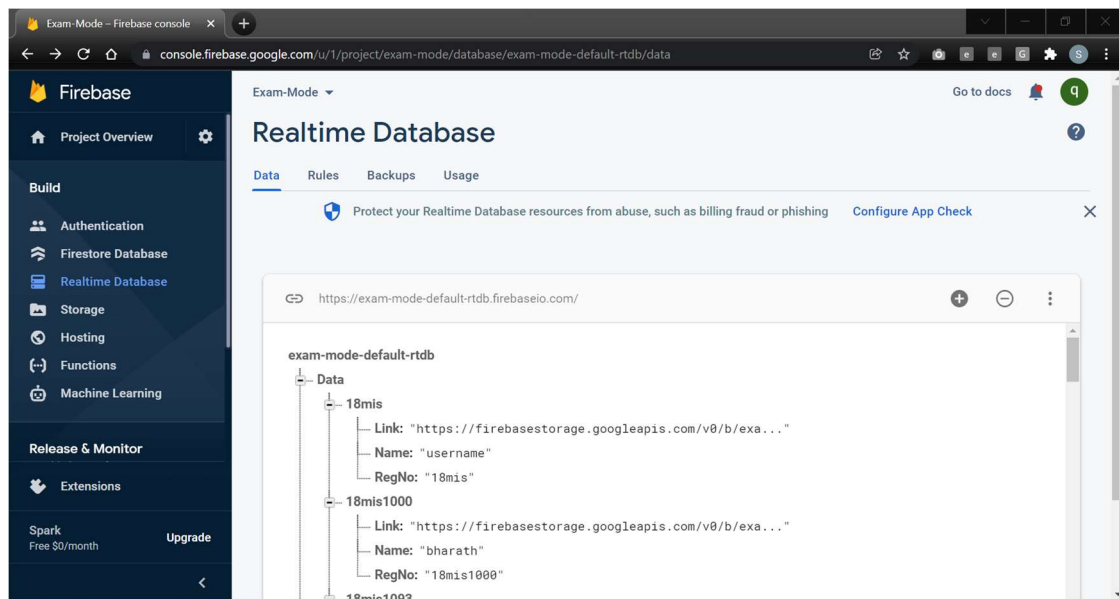 Exam-Mode – Firebase console
console.firebase.google.com/u/1/project/exam-mode/database/exam-mode-default-rtdb/data
e e G S
Firebase
Exam-Mode
Go to docs
q
Project Overview
Realtime Database
?
Build
Data Rules Backups Usage
Protect your Realtime Database resources from abuse, such as billing fraud or phishing Configure App Check
Authentication
Firestore Database
Realtime Database
Storage
Hosting
Functions
Machine Learning
Release & Monitor
Extensions
Spark
Free $0/month
Upgrade
https://exam-mode-default-rtdb.firebaseio.com/
exam-mode-default-rtdb
Data
18mis
Link: "https://firebasestorage.googleapis.com/v0/b/exa..."
Name: "username"
RegNo: "18mis"
18mis1000
Link: "https://firebasestorage.googleapis.com/v0/b/exa..."
Name: "bharath"
RegNo: "18mis1000"
18mis1093